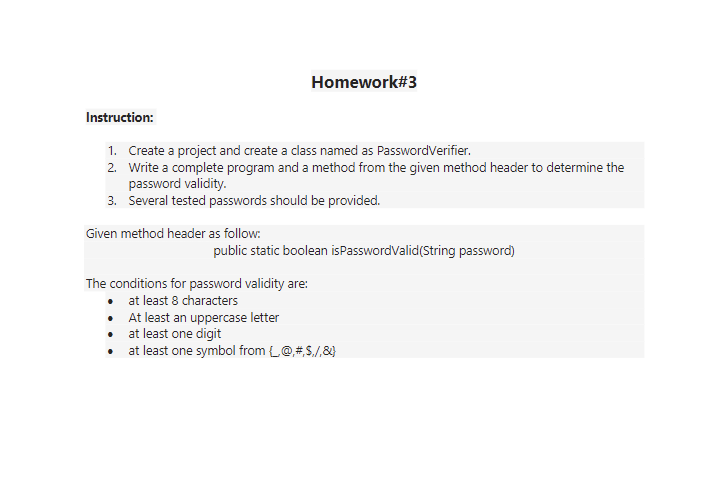 Homework#3
Instruction:
1. Create a project and create a class named as PasswordVerifier.
2. Write a complete program and a method from the given method header to determine the
password validity.
3. Several tested passwords should be provided.
Given method header as follow:
public static boolean isPasswordValid(String password)
The conditions for password validity are:
• at least 8 characters
• At least an uppercase letter
• at least one digit
• at least one symbol from {_,@,#,$,/,&}